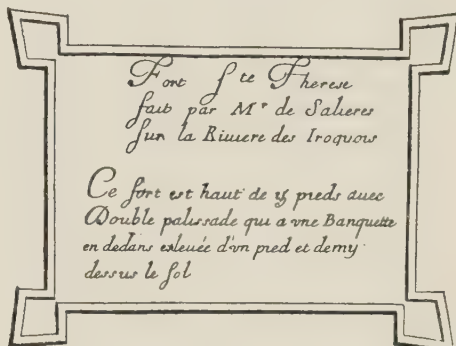 Fort Ste Therese
fait par Mr de Salieres
sur la Riuiere des Iroquois
Ce fort est haut de pieds auec
Double palissade qui a vne Banquette
en dedans esleuée d'vn pied et demy
dessus le sol